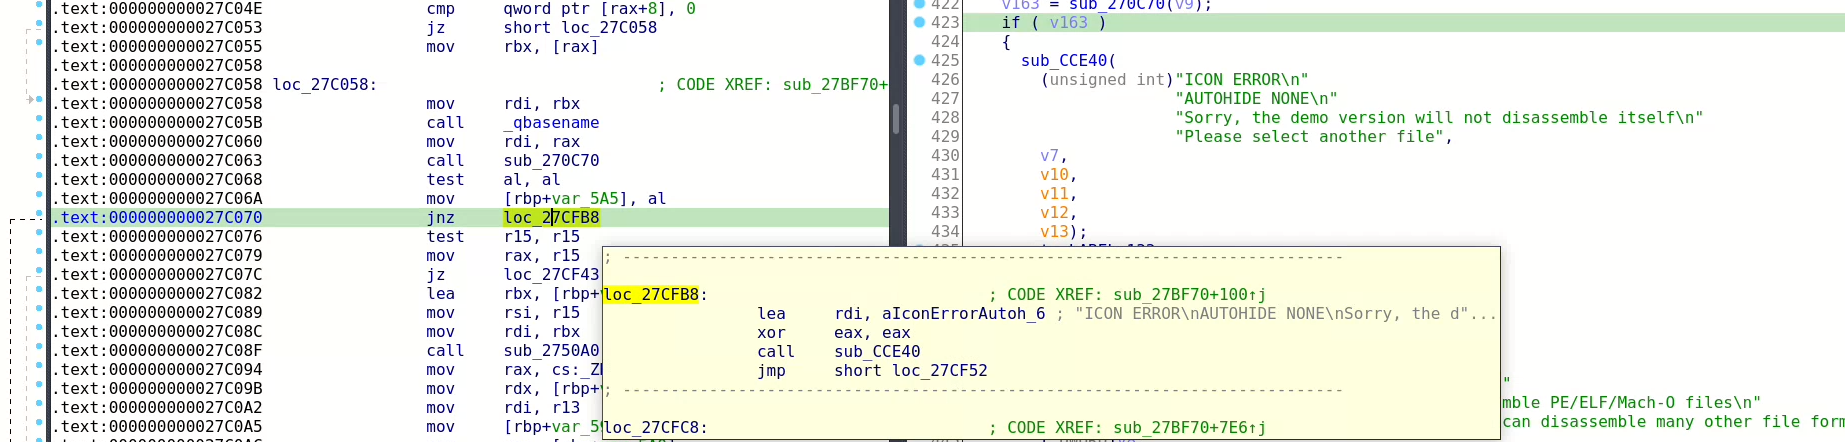 .text:000000000027C04E cmp qword ptr [rax+8], 0
.text:000000000027C053 jz short loc_27C058
.text:000000000027C055 mov rbx, [rax]
.text:000000000027C058
.text:000000000027C058 loc_27C058: ; CODE XREF: sub_27BF70+
.text:000000000027C058 mov rdi, rbx
.text:000000000027C05B call _qbasename
.text:000000000027C060 mov rdi, rax
.text:000000000027C063 call sub_270C70
.text:000000000027C068 test al, al
.text:000000000027C06A mov [rbp+var_5A5], al
.text:000000000027C070 jnz loc_27CFB8
.text:000000000027C076 test r15, r15
.text:000000000027C079 mov rax, r15
.text:000000000027C07C jz loc_27CF43
.text:000000000027C082 lea rbx, [rbp+
.text:000000000027C089 mov rsi, r15
.text:000000000027C08C mov rdi, rbx
.text:000000000027C08F call sub_2750A0
.text:000000000027C094 mov rax, cs:_Z
.text:000000000027C09B mov rdx, [rbp+
.text:000000000027C0A2 mov rdi, r13
.text:000000000027C0A5 mov [rbp+var_5
422 v163 = sub_270C70(v9);
423 if ( v163 )
424 {
425 sub_CCE40(
426 (unsigned int)"ICON ERROR\n"
427 "AUTOHIDE NONE\n"
428 "Sorry, the demo version will not disassemble itself\n"
429 "Please select another file",
430 v7,
431 v10,
432 v11,
433 v12,
434 v13);
; ---------------------------------------------------------------------------
loc_27CFB8: ; CODE XREF: sub_27BF70+100↑j
lea rdi, aIconErrorAutoh_6 ; "ICON ERROR\nAUTOHIDE NONE\nSorry, the d"...
xor eax, eax
call sub_CCE40
jmp short loc_27CF52
; ---------------------------------------------------------------------------
loc_27CFC8: ; CODE XREF: sub_27BF70+7E6↑j
"
mble PE/ELF/Mach-O files\n"
can disassemble many other file for